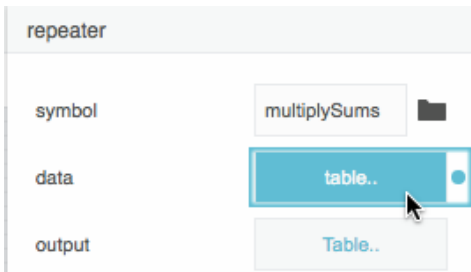 repeater
symbol multiplySums
data table..
output Table..